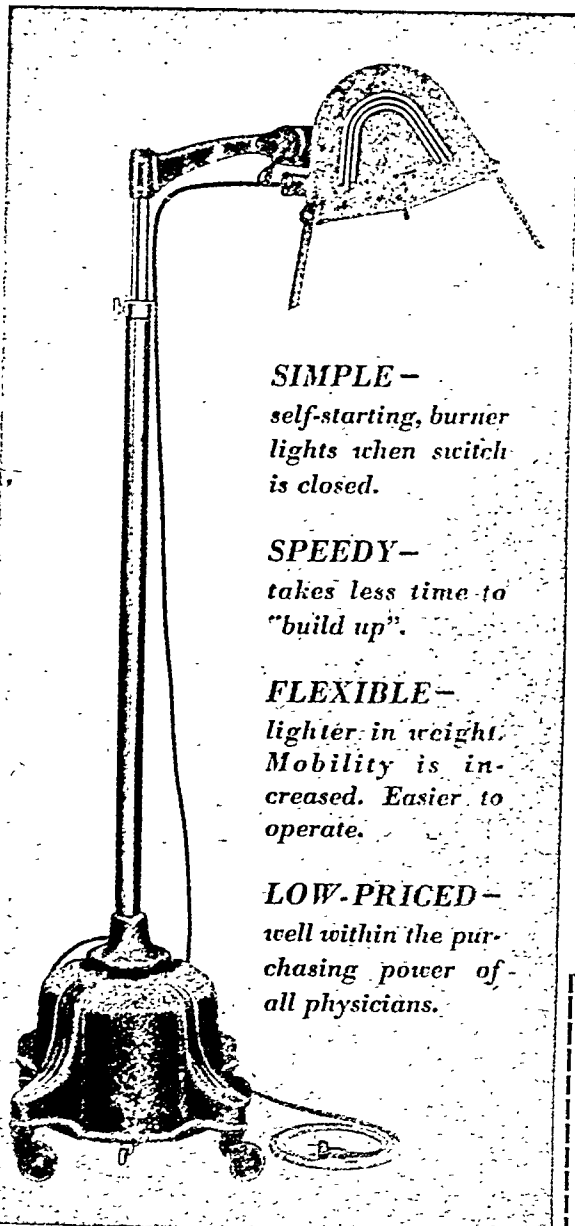 SIMPLE–
self-starting, burner
lights when switch
is closed.
SPEEDY–
takes less time to
"build up".
FLEXIBLE–
lighter in weight.
Mobility is in-
creased. Easier to
operate.
LOW-PRICED–
well within the pur-
chasing power of
all physicians.